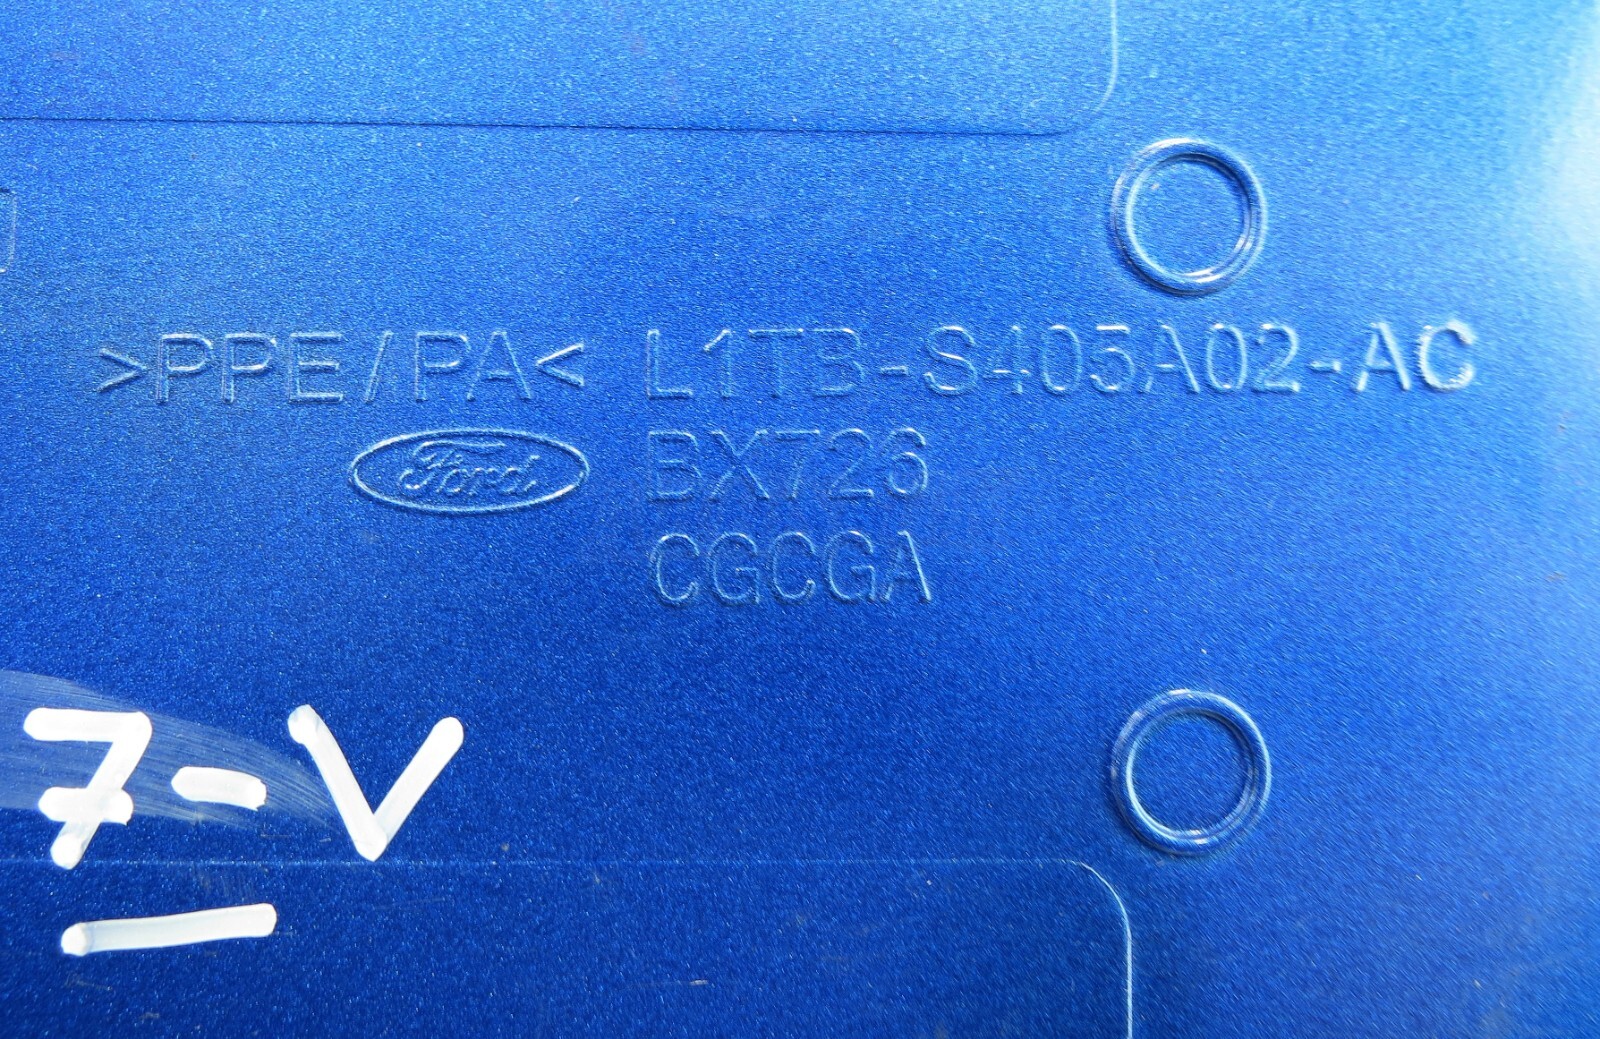 >PPE/PA< L1TB-S405A02-AC
Ford BX726
CGCGA
7-V